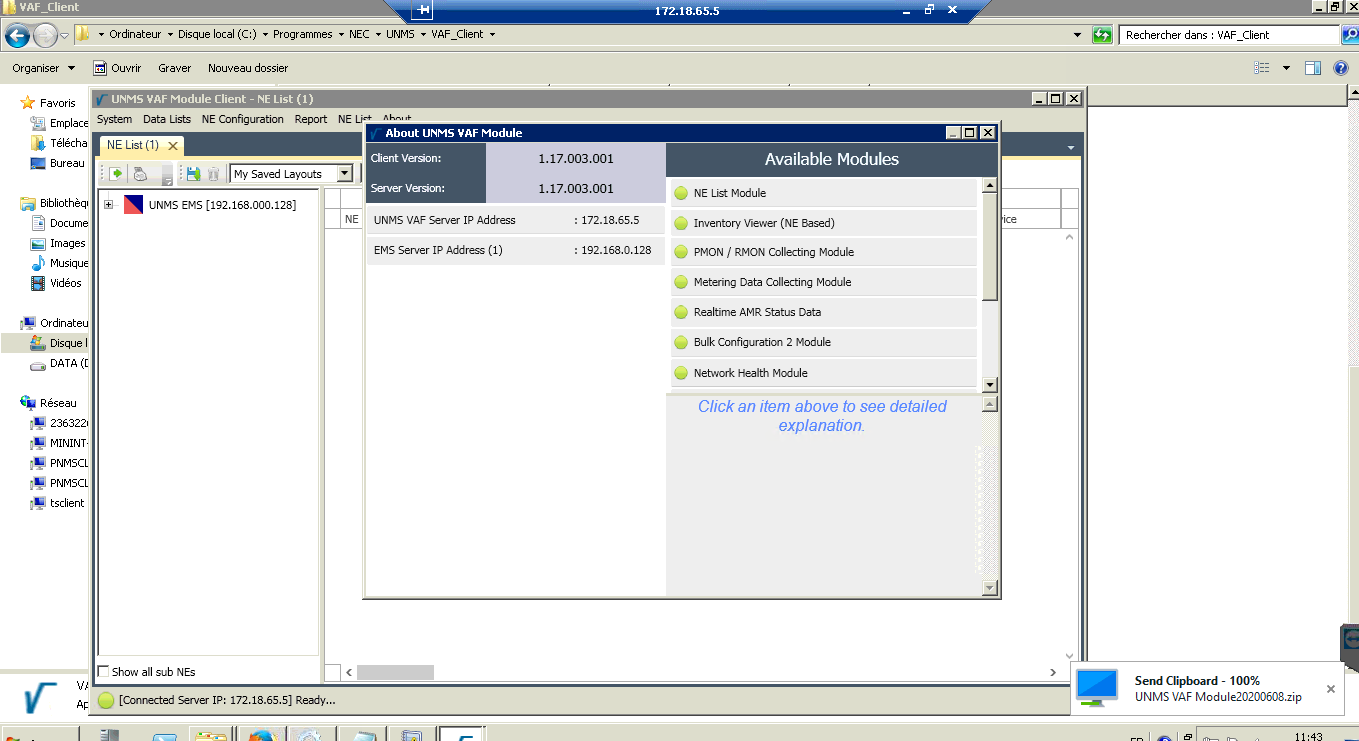 VAF_Client
172.18.65.5
Ordinateur Disque local (C:) Programmes NEC UNMS VAF_Client
Rechercher dans : VAF_Client
Organiser Ouvrir Graver Nouveau dossier
Favoris
Emplace
Télécha
Bureau
Bibliothèq
Docume
Images
Musique
Vidéos
Ordinateu
Disque l
DATA (D
Réseau
236322
MININT-
PNMSCL
PNMSCL
tsclient
UNMS VAF Module Client - NE List (1)
System Data Lists NE Configuration Report NE List About
NE List (1)
My Saved Layouts
UNMS EMS [192.168.000.128]
NE
ice
Show all sub NEs
[Connected Server IP: 172.18.65.5] Ready...
About UNMS VAF Module
Client Version: 1.17.003.001
Server Version: 1.17.003.001
UNMS VAF Server IP Address : 172.18.65.5
EMS Server IP Address (1) : 192.168.0.128
Available Modules
NE List Module
Inventory Viewer (NE Based)
PMON / RMON Collecting Module
Metering Data Collecting Module
Realtime AMR Status Data
Bulk Configuration 2 Module
Network Health Module
Click an item above to see detailed
explanation.
Send Clipboard - 100%
UNMS VAF Module20200608.zip
VA
Ap
FR
11:43